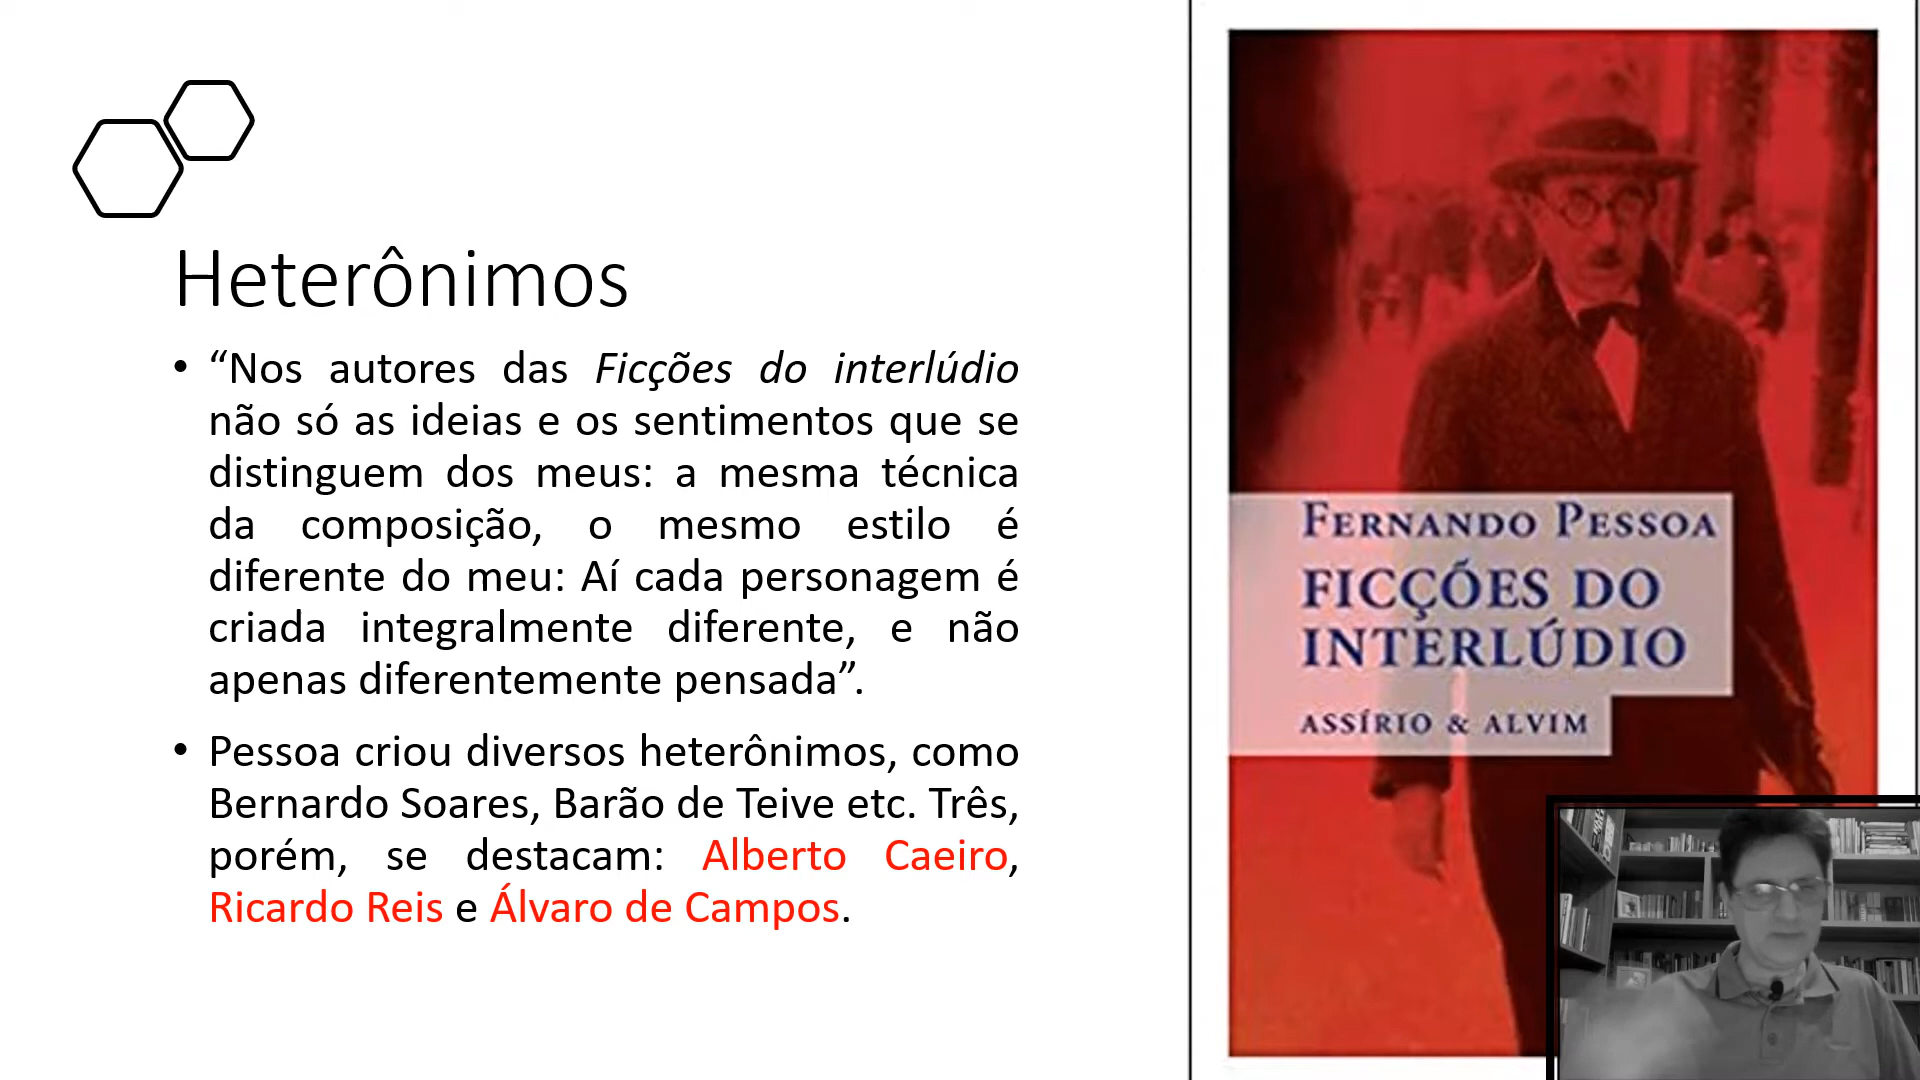 Heterônimos
• “Nos autores das Ficções do interlúdio
não só as ideias e os sentimentos que se
distinguem dos meus: a mesma técnica
da composição, o mesmo estilo é
diferente do meu: Aí cada personagem é
criada integralmente diferente, e não
apenas diferentemente pensada”.
• Pessoa criou diversos heterônimos, como
Bernardo Soares, Barão de Teive etc. Três,
porém, se destacam: Alberto Caeiro,
Ricardo Reis e Álvaro de Campos.
FERNANDO PESSOA
FICÇÕES DO
INTERLÚDIO
ASSÍRIO & ALVIM